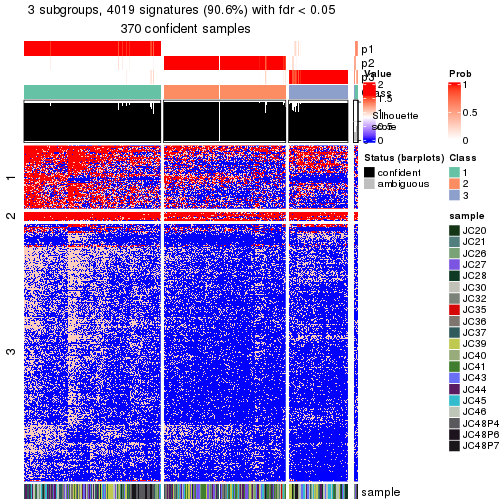 3 subgroups, 4019 signatures (90.6%) with fdr < 0.05
370 confident samples
p1
p2
p3
Class
Value
2
1.5
1
0.5
0
Prob
1
0.5
0
Silhouette
score
Status (barplots)
confident
ambiguous
Class
1
2
3
sample
JC20
JC21
JC26
JC27
JC28
JC30
JC32
JC35
JC36
JC37
JC39
JC40
JC41
JC43
JC44
JC45
JC46
JC48P4
JC48P6
JC48P7
1
2
3
sample